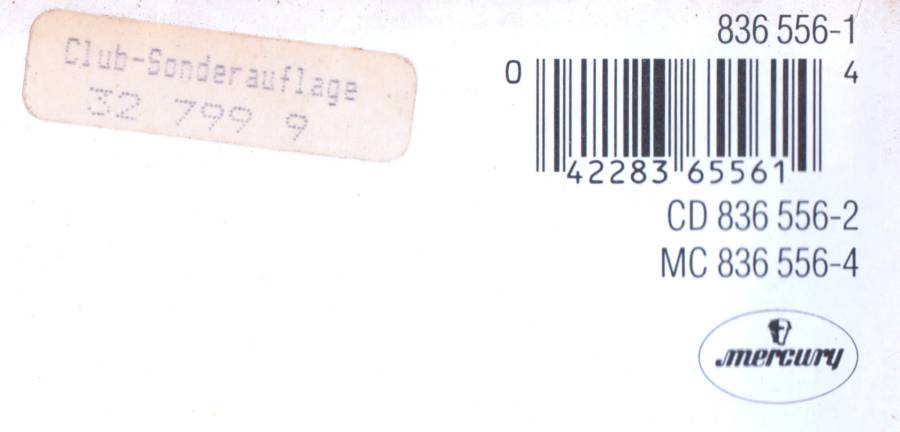 Club-Sonderauflage
32 799 9
836 556-1
0 42283 65561 4
CD 836 556-2
MC 836 556-4
mercury